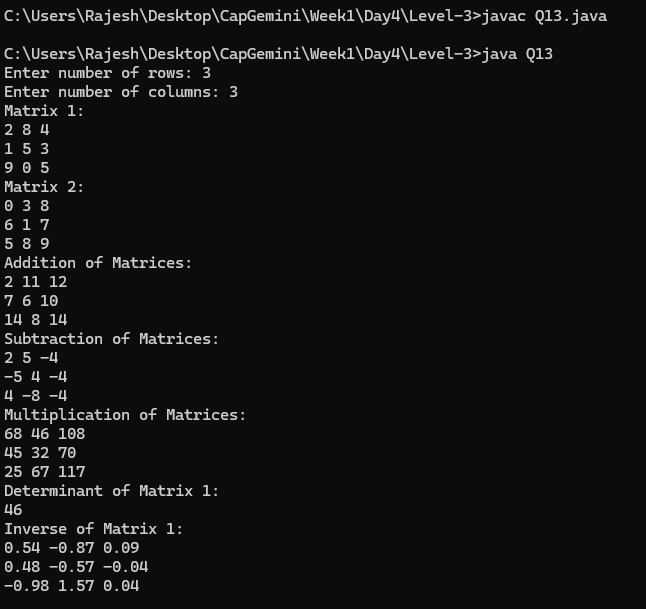 C:\Users\Rajesh\Desktop\CapGemini\Week1\Day4\Level-3>javac Q13.java
C:\Users\Rajesh\Desktop\CapGemini\Week1\Day4\Level-3>java Q13
Enter number of rows: 3
Enter number of columns: 3
Matrix 1:
2 8 4
1 5 3
9 0 5
Matrix 2:
0 3 8
6 1 7
5 8 9
Addition of Matrices:
2 11 12
7 6 10
14 8 14
Subtraction of Matrices:
2 5 -4
-5 4 -4
4 -8 -4
Multiplication of Matrices:
68 46 108
45 32 70
25 67 117
Determinant of Matrix 1:
46
Inverse of Matrix 1:
0.54 -0.87 0.09
0.48 -0.57 -0.04
-0.98 1.57 0.04